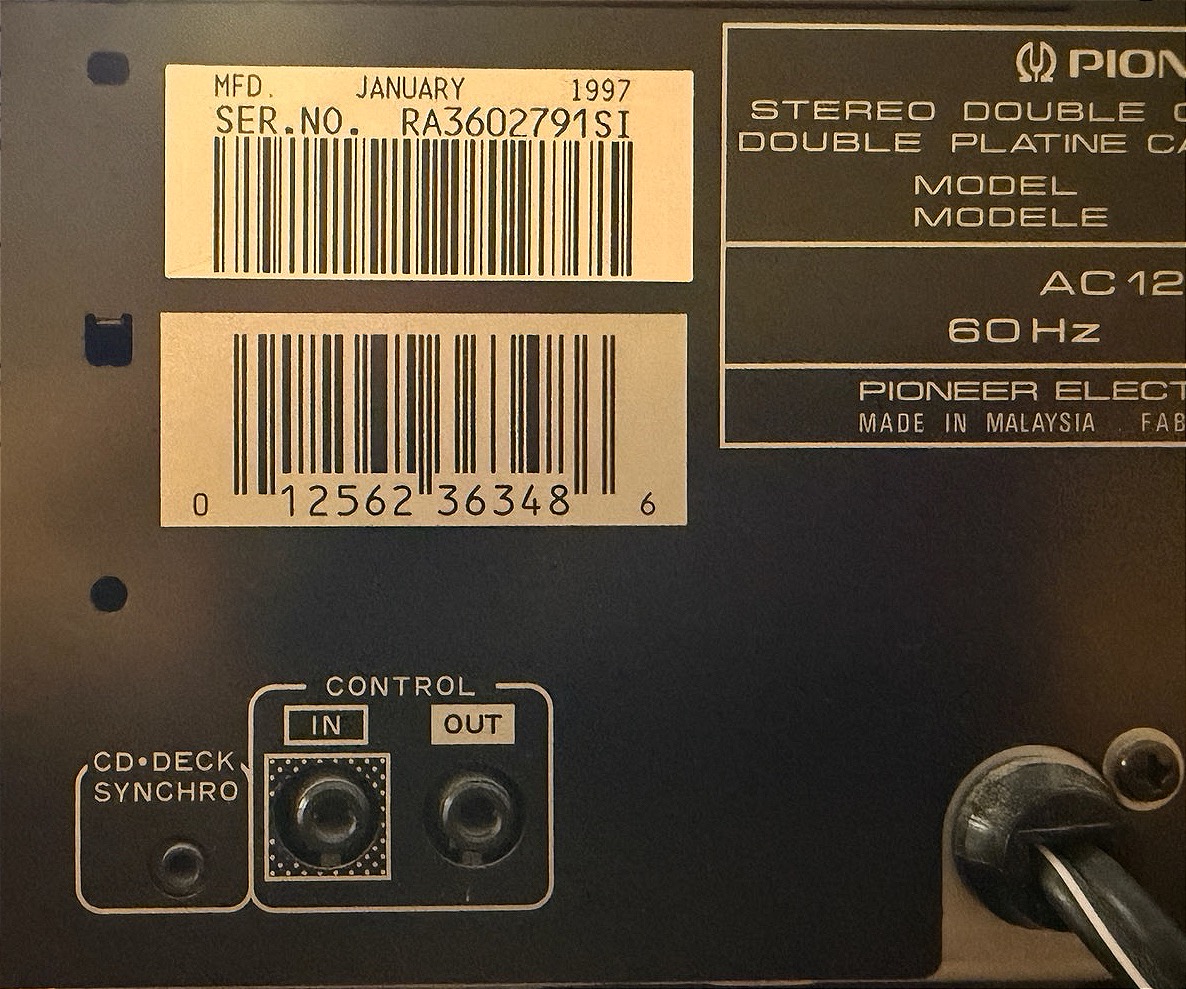 MFD. JANUARY 1997
SER.NO. RA3602791SI
0 12562 36348 6
PION
STEREO DOUBLE C
DOUBLE PLATINE CA
MODEL
MODELE
AC 12
60 Hz
PIONEER ELECT
MADE IN MALAYSIA FAB
CONTROL
IN
OUT
CD•DECK
SYNCHRO